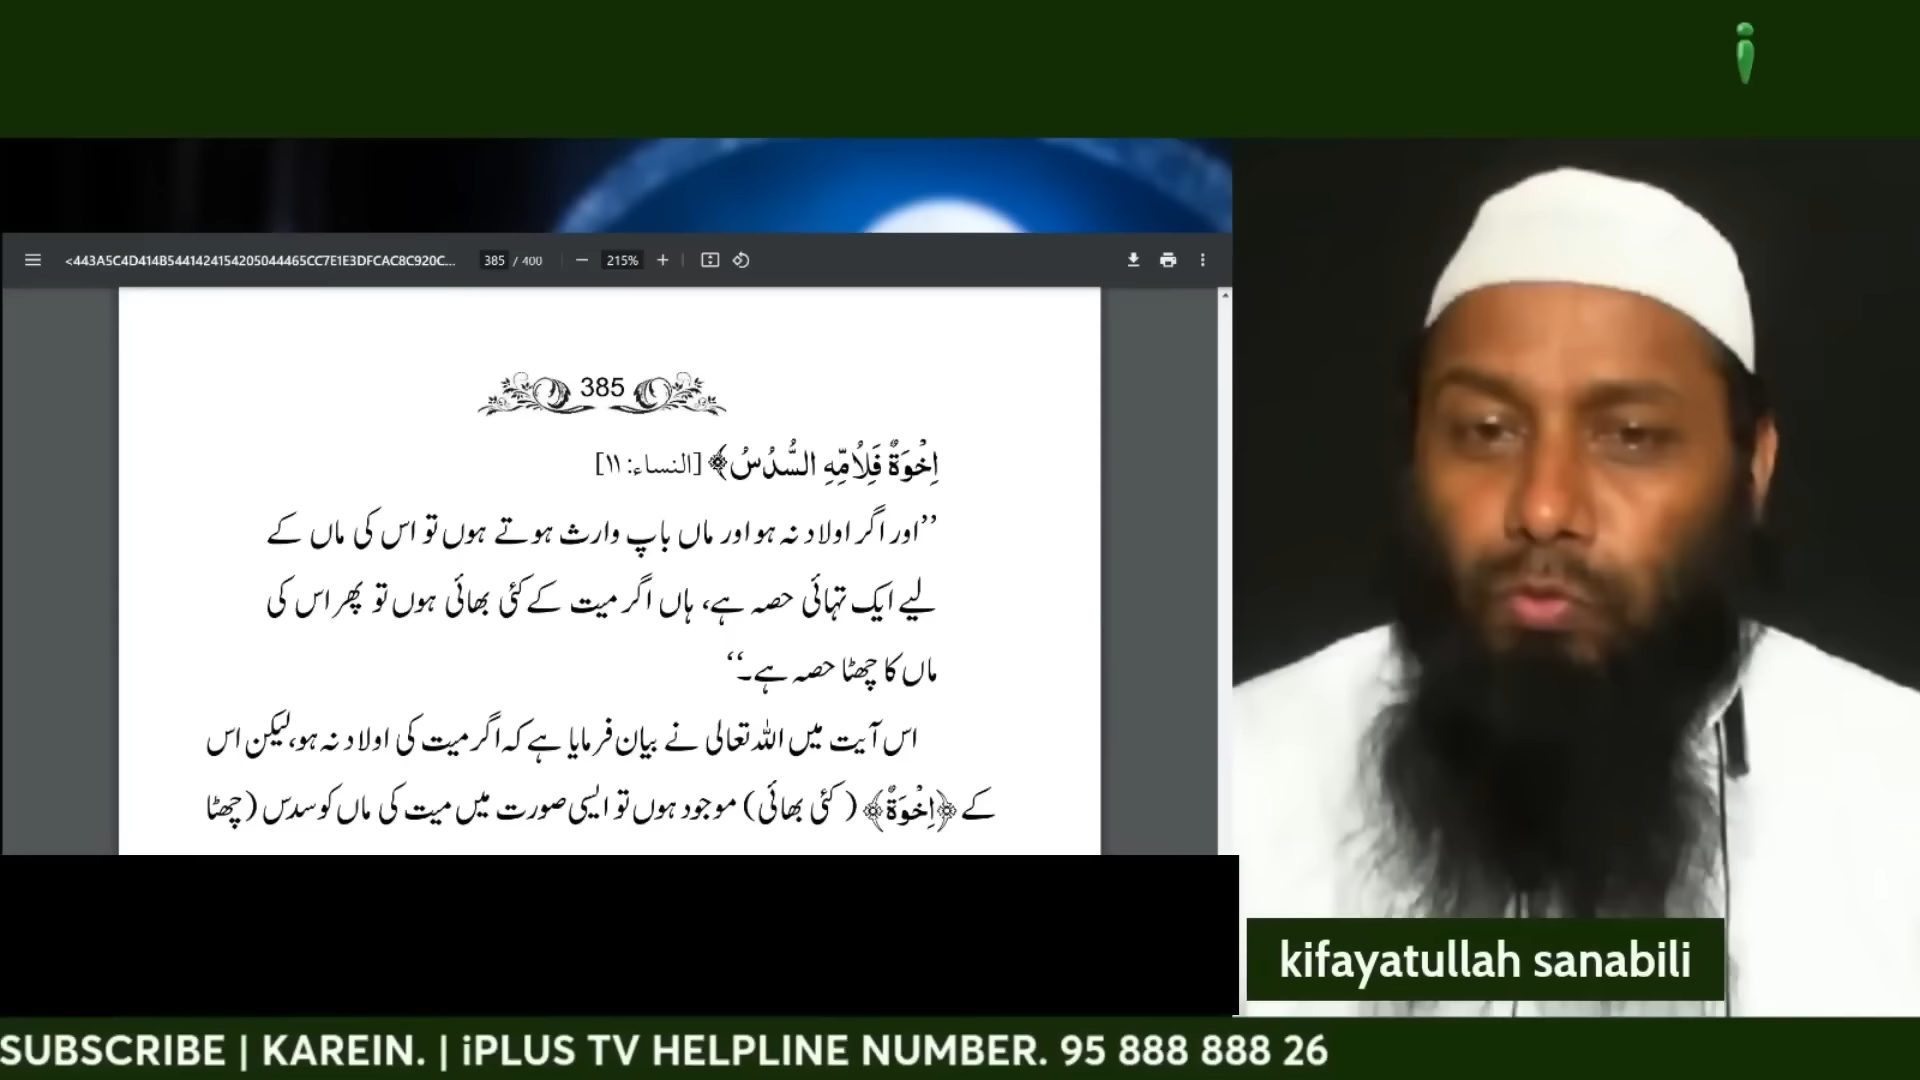 <443A5C4D414B5441424154205044465CC7E1E3DFCAC8C920C... 385 / 400 215%
385
اِخْوَةٌ فَلِاُمِّهِ السُّدُسُ﴾ [النساء: ١١]
’’اور اگر اولاد نہ ہو اور ماں باپ وارث ہوتے ہوں تو اس کی ماں کے
لیے ایک تہائی حصہ ہے، ہاں اگر میت کے کئی بھائی ہوں تو پھر اس کی
ماں کا چھٹا حصہ ہے۔‘‘
اس آیت میں اللہ تعالی نے بیان فرمایا ہے کہ اگر میت کی اولاد نہ ہو، لیکن اس
کے ﴿اِخْوَةٌ﴾ (کئی بھائی) موجود ہوں تو ایسی صورت میں میت کی ماں کو سدس (چھٹا
kifayatullah sanabili
SUBSCRIBE | KAREIN. | iPLUS TV HELPLINE NUMBER. 95 888 888 26